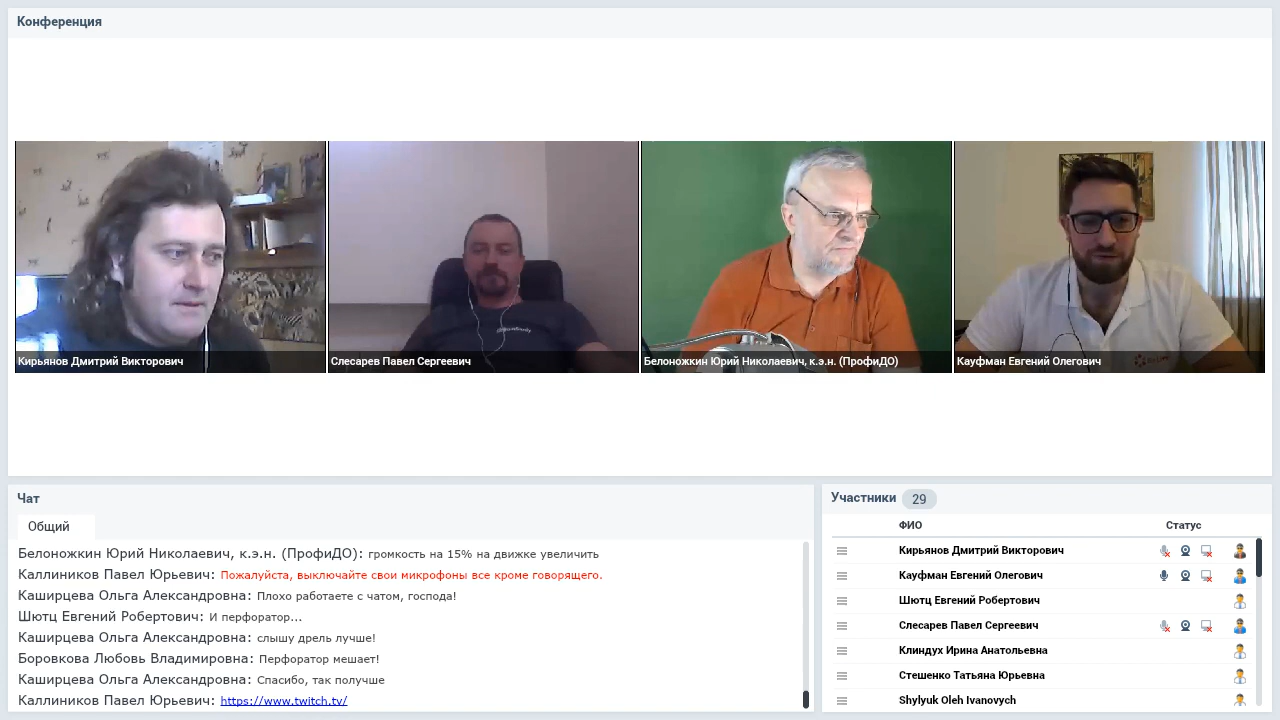 Конференция
Кирьянов Дмитрий Викторович
Слесарев Павел Сергеевич
Белоножкин Юрий Николаевич, к.э.н. (ПрофиДО)
Кауфман Евгений Олегович
Чат
Общий
Белоножкин Юрий Николаевич, к.э.н. (ПрофиДО): громкость на 15% на движке увеличить
Каллиников Павел Юрьевич: Пожалуйста, выключайте свои микрофоны все кроме говорящего.
Каширцева Ольга Александровна: Плохо работаете с чатом, господа!
Шютц Евгений Робертович: И перфоратор...
Каширцева Ольга Александровна: слышу дрель лучше!
Боровкова Любовь Владимировна: Перфоратор мешает!
Каширцева Ольга Александровна: Спасибо, так получше
Каллиников Павел Юрьевич: https://www.twitch.tv/
Участники 29
ФИО Статус
Кирьянов Дмитрий Викторович
Кауфман Евгений Олегович
Шютц Евгений Робертович
Слесарев Павел Сергеевич
Клиндух Ирина Анатольевна
Стешенко Татьяна Юрьевна
Shylyuk Oleh Ivanovych